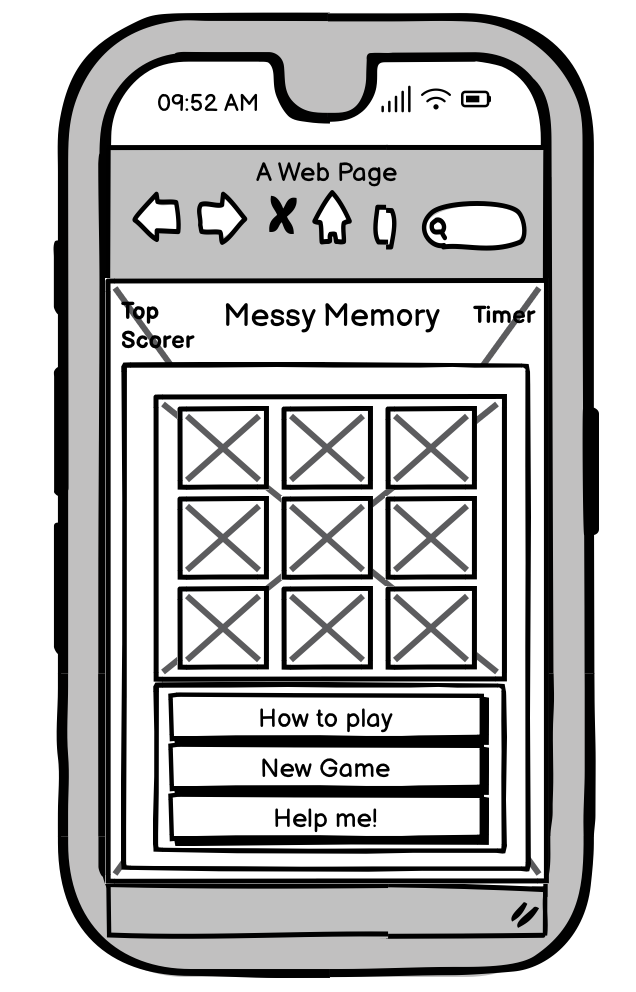 09:52 AM
A Web Page
Top
Scorer
Messy Memory
Timer
How to play
New Game
Help me!